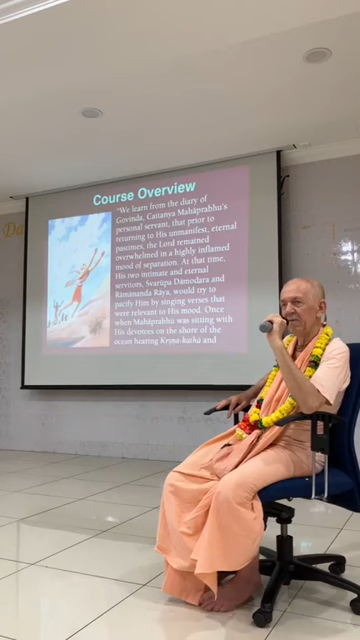 Da
Course Overview
"We learn from the diary of
Govinda, Caitanya Mahāprabhu's
personal servant, that prior to
returning to His unmanifest, eternal
pastimes, the Lord remained
overwhelmed in a highly inflamed
mood of separation. At that time,
His two intimate and eternal
servitors, Svarūpa Dāmodara and
Rāmānanda Rāya, would try to
pacify Him by singing verses that
were relevant to His mood. Once
when Mahāprabhu was sitting with
His devotees on the shore of the
ocean hearing Kṛṣṇa-kathā and